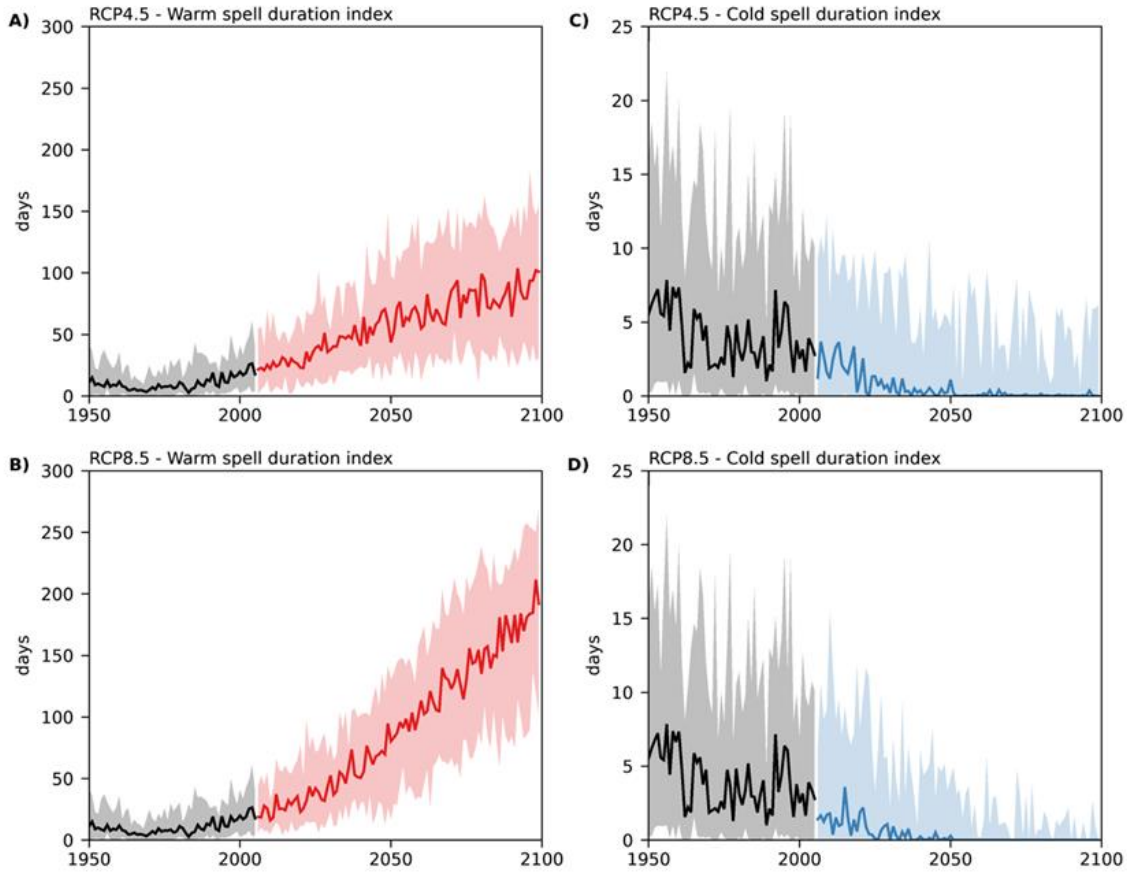 A) RCP4.5 - Warm spell duration index
300
250
200
150
100
50
0
days
1950 2000 2050 2100
C) RCP4.5 - Cold spell duration index
25
20
15
10
5
0
days
1950 2000 2050 2100
B) RCP8.5 - Warm spell duration index
300
250
200
150
100
50
0
days
1950 2000 2050 2100
D) RCP8.5 - Cold spell duration index
25
20
15
10
5
0
days
1950 2000 2050 2100